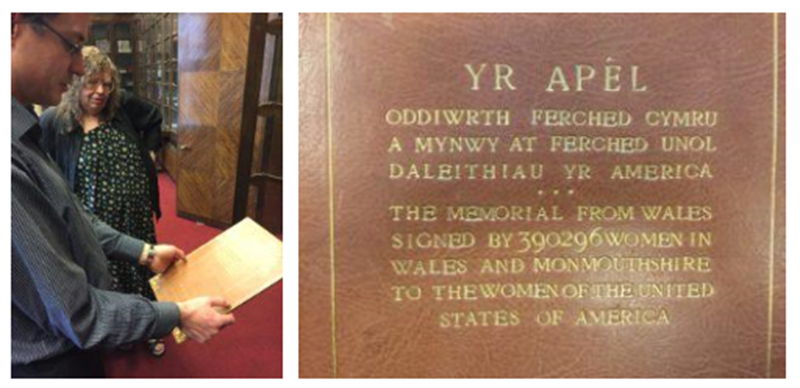 YR APÊL
ODDIWRTH FERCHED CYMRU
A MYNWY AT FERCHED UNOL
DALEITHIAU YR AMERICA
...
THE MEMORIAL FROM WALES
SIGNED BY 390296 WOMEN IN
WALES AND MONMOUTHSHIRE
TO THE WOMEN OF THE UNITED
STATES OF AMERICA